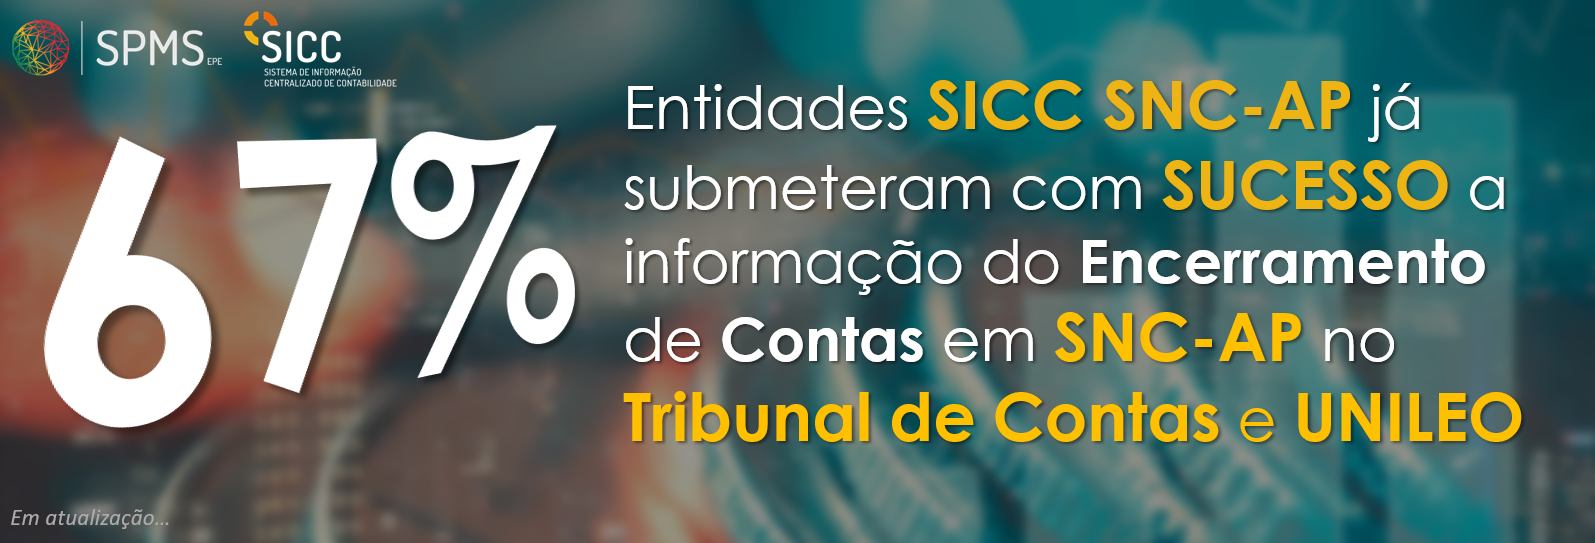 SPMS EPE
SICC
SISTEMA DE INFORMAÇÃO
CENTRALIZADO DE CONTABILIDADE
67%
Entidades SICC SNC-AP já
submeteram com SUCESSO a
informação do Encerramento
de Contas em SNC-AP no
Tribunal de Contas e UNILEO
Em atualização...